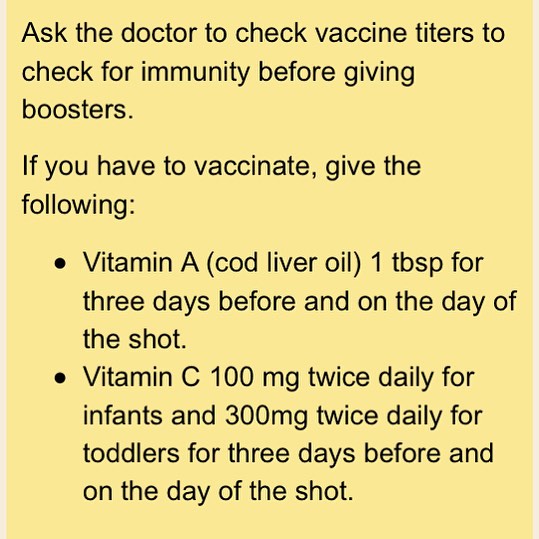 Ask the doctor to check vaccine titers to
check for immunity before giving
boosters.
If you have to vaccinate, give the
following:
● Vitamin A (cod liver oil) 1 tbsp for
three days before and on the day of
the shot.
● Vitamin C 100 mg twice daily for
infants and 300mg twice daily for
toddlers for three days before and
on the day of the shot.